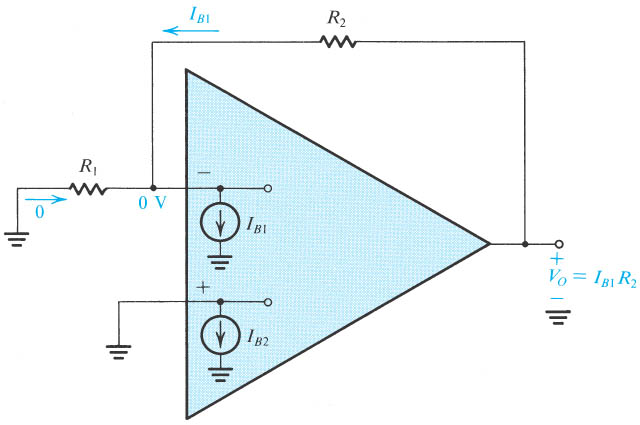 I_B1
R_2
R_1
−
0
0 V
I_B1
+
I_B2
+
V_O = I_B1 R_2
−